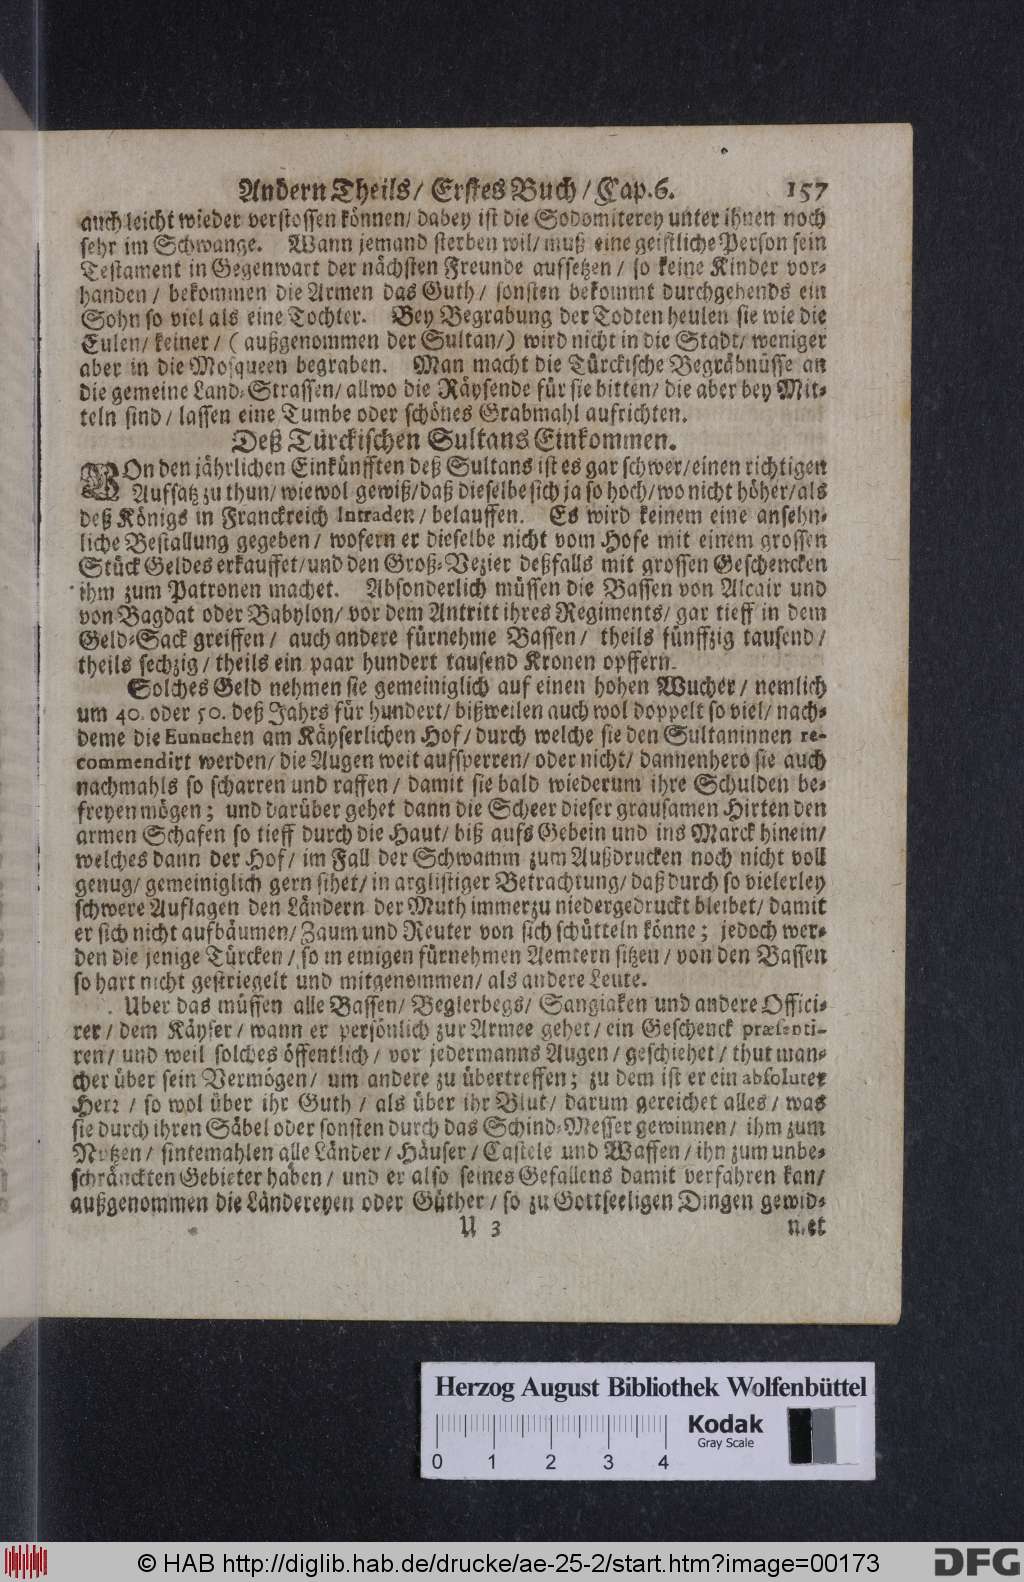 Andern Theils/ Erstes Buch/ Cap. 6. 157
auch leicht wieder verstossen können/ dabey ist die Sodomiterey unter ihnen noch
sehr im Schwange. Wann jemand sterben wil/ muß eine geistliche Person sein
Testament in Gegenwart der nächsten Freunde aufsetzen/ so keine Kinder vor-
handen/ bekommen die Armen das Guth/ sonsten bekommt durchgehends ein
Sohn so viel als eine Tochter. Bey Begrabung der Todten heulen sie wie die
Eulen/ keiner/ (außgenommen der Sultan/) wird nicht in die Stadt/ weniger
aber in die Mosqueen begraben. Man macht die Türckische Begräbnüsse an
die gemeine Land-Strassen/ allwo die Räysende für sie bitten/ die aber bey Mit-
teln sind/ lassen eine Tumbe oder schönes Grabmahl aufrichten.
Deß Türckischen Sultans Einkommen.
VOn den jährlichen Einkünfften deß Sultans ist es gar schwer/ einen richtigen
Aufsatz zu thun/ wiewol gewiß/ daß dieselbe sich ja so hoch/ wo nicht höher/ als
deß Königs in Franckreich Intraden/ belauffen. Es wird keinem eine ansehn-
liche Bestallung gegeben/ wofern er dieselbe nicht vom Hofe mit einem grossen
Stück Geldes erkauffet/ und den Groß-Vezier deßfalls mit grossen Geschencken
ihm zum Patronen machet. Absonderlich müssen die Bassen von Alcair und
von Bagdat oder Babylon/ vor dem Antritt ihres Regiments/ gar tieff in dem
Geld-Sack greiffen/ auch andere fürnehme Bassen/ theils fünffzig tausend/
theils sechzig/ theils ein paar hundert tausend Kronen opffern.
Solches Geld nehmen sie gemeiniglich auf einen hohen Wucher/ nemlich
um 40. oder 50. deß Jahrs für hundert/ bißweilen auch wol doppelt so viel/ nach-
deme die Eunuchen am Käyserlichen Hof/ durch welche sie den Sultaninnen re-
commendirt werden/ die Augen weit aufsperren/ oder nicht/ dannenhero sie auch
nachmahls so scharren und raffen/ damit sie bald wiederum ihre Schulden be-
freyen mögen; und darüber gehet dann die Scheer dieser grausamen Hirten den
armen Schafen so tieff durch die Haut/ biß aufs Gebein und ins Marck hinein/
welches dann der Hof/ im Fall der Schwamm zum Außdrucken noch nicht voll
genug/ gemeiniglich gern sihet/ in arglistiger Betrachtung/ daß durch so vielerley
schwere Auflagen den Ländern der Muth immerzu niedergedruckt bleibet/ damit
er sich nicht aufbäumen/ Zaum und Reuter von sich schütteln könne; jedoch wer-
den die jenige Türcken/ so in einigen fürnehmen Aemtern sitzen/ von den Bassen
so hart nicht gestriegelt und mitgenommen/ als andere Leute.
Uber das müssen alle Bassen/ Beglerbegs/ Sangiaken und andere Offici-
rer/ dem Käyser/ wann er persönlich zur Armee gehet/ ein Geschenck præsenti-
ren/ und weil solches öffentlich/ vor jedermanns Augen/ geschiehet/ thut man-
cher über sein Vermögen/ um andere zu übertreffen; zu dem ist er ein absoluter
Herr/ so wol über ihr Guth/ als über ihr Blut/ darum gereichet alles/ was
sie durch ihren Säbel oder sonsten durch das Schind-Messer gewinnen/ ihm zum
Nutzen/ sintemahlen alle Länder/ Häuser/ Castele und Waffen/ ihn zum unbe-
schränckten Gebieter haben/ und er also seines Gefallens damit verfahren kan/
außgenommen die Ländereyen oder Güther/ so zu Gottseeligen Dingen gewid-
U 3 met
Herzog August Bibliothek Wolfenbüttel
Kodak
Gray Scale
0 1 2 3 4
© HAB http://diglib.hab.de/drucke/ae-25-2/start.htm?image=00173
DFG